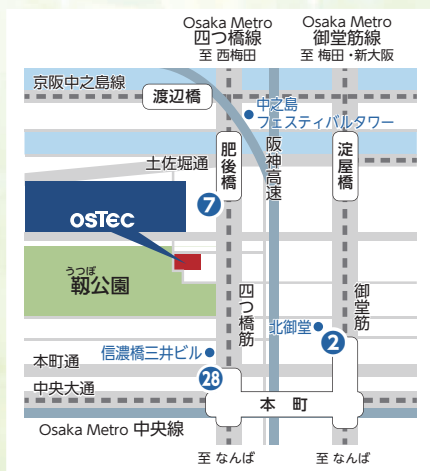 Osaka Metro
四つ橋線
至 西梅田
Osaka Metro
御堂筋線
至 梅田・新大阪
京阪中之島線
渡辺橋
中之島
フェスティバルタワー
土佐堀通
肥後橋
阪神高速
淀屋橋
7
OSTEC
うつぼ
靱公園
四つ橋筋
御堂筋
北御堂
2
信濃橋三井ビル
本町通
28
中央大通
本町
Osaka Metro 中央線
至 なんば
至 なんば